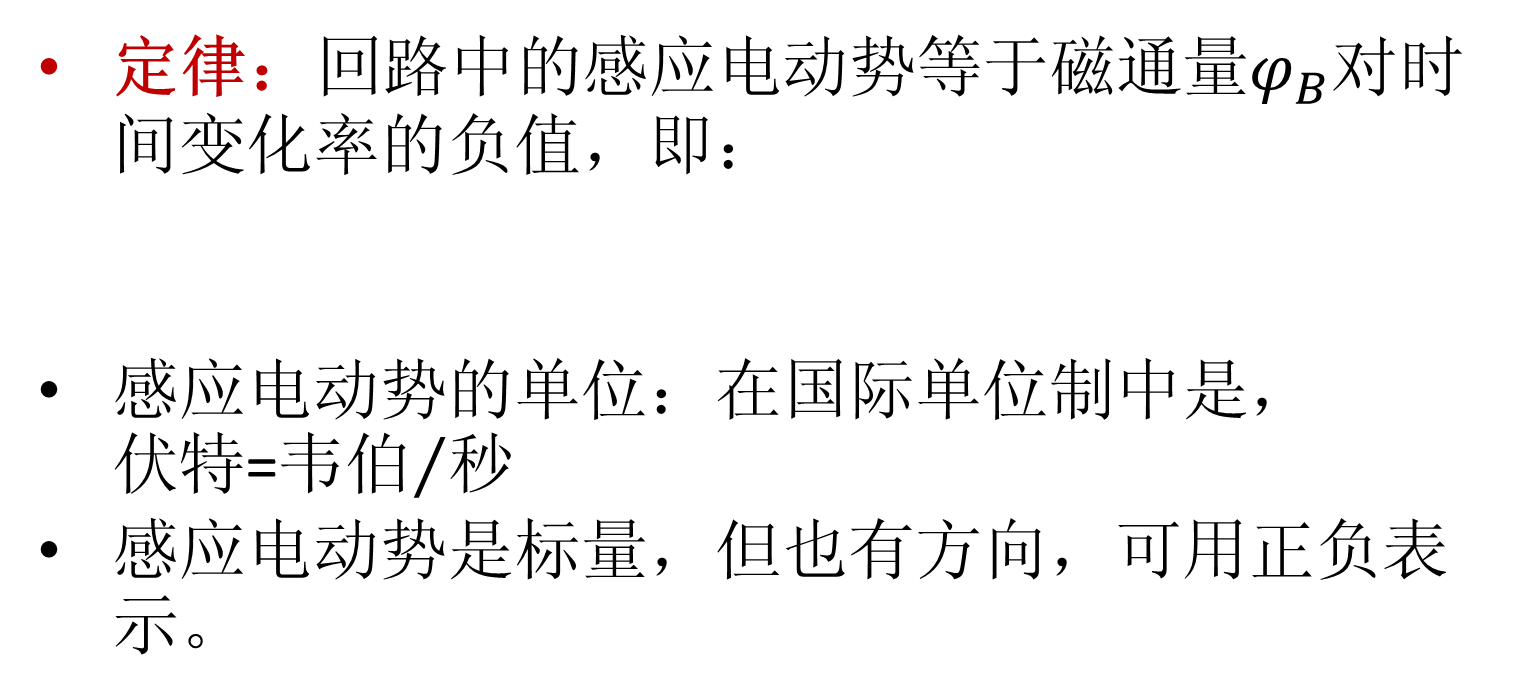 • 定律：回路中的感应电动势等于磁通量φ_B对时
间变化率的负值，即：
• 感应电动势的单位：在国际单位制中是，
伏特=韦伯/秒
• 感应电动势是标量，但也有方向，可用正负表
示。